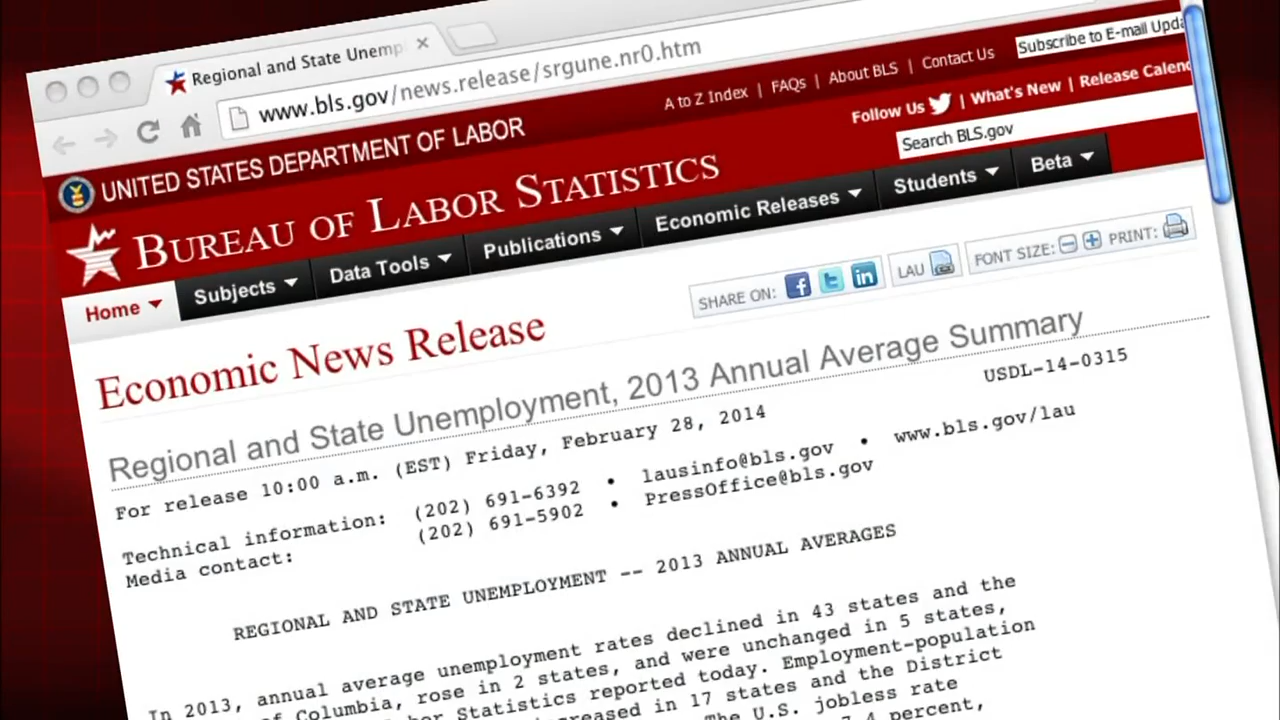 Regional and State Unemp
www.bls.gov/news.release/srgune.nr0.htm
A to Z Index | FAQs | About BLS | Contact Us
Subscribe to E-mail Upda
UNITED STATES DEPARTMENT OF LABOR
Follow Us | What's New | Release Calend
BUREAU OF LABOR STATISTICS
Search BLS.gov
Home Subjects Data Tools Publications Economic Releases Students Beta
SHARE ON: LAU FONT SIZE: PRINT:
Economic News Release
Regional and State Unemployment, 2013 Annual Average Summary
For release 10:00 a.m. (EST) Friday, February 28, 2014 USDL-14-0315
Technical information: (202) 691-6392 • lausinfo@bls.gov • www.bls.gov/lau
Media contact: (202) 691-5902 • PressOffice@bls.gov
REGIONAL AND STATE UNEMPLOYMENT -- 2013 ANNUAL AVERAGES
In 2013, annual average unemployment rates declined in 43 states and the
of Columbia, rose in 2 states, and were unchanged in 5 states,
Statistics reported today. Employment-population
in 17 states and the District
The U.S. jobless rate
percent,